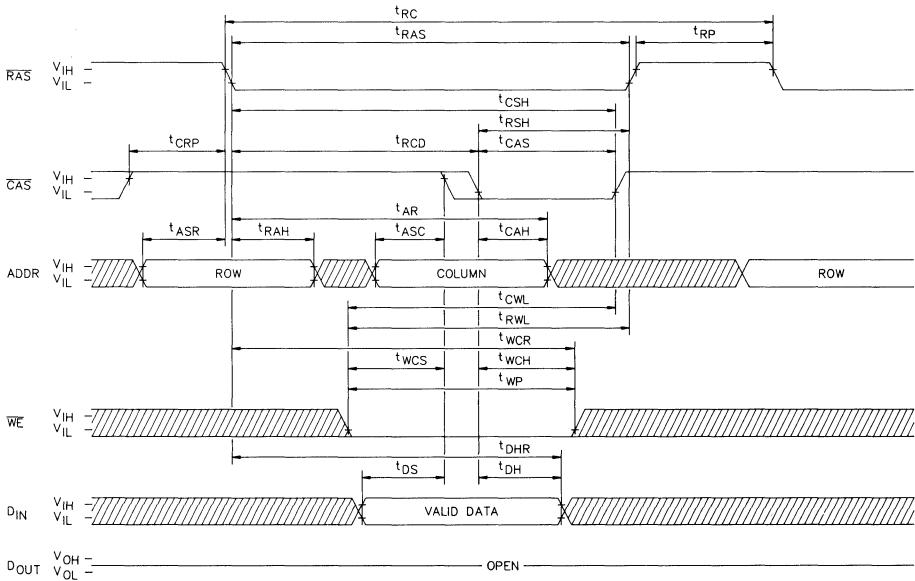 tRC
tRAS
tRP
RAS VIH
VIL
tCSH
tRSH
tCRP
tRCD
tCAS
CAS VIH
VIL
tAR
tASR
tRAH
tASC
tCAH
ADDR VIH
VIL
ROW
COLUMN
ROW
tCWL
tRWL
tWCR
tWCS
tWCH
tWP
WE VIH
VIL
tDHR
tDS
tDH
DIN VIH
VIL
VALID DATA
DOUT VOH
VOL
OPEN